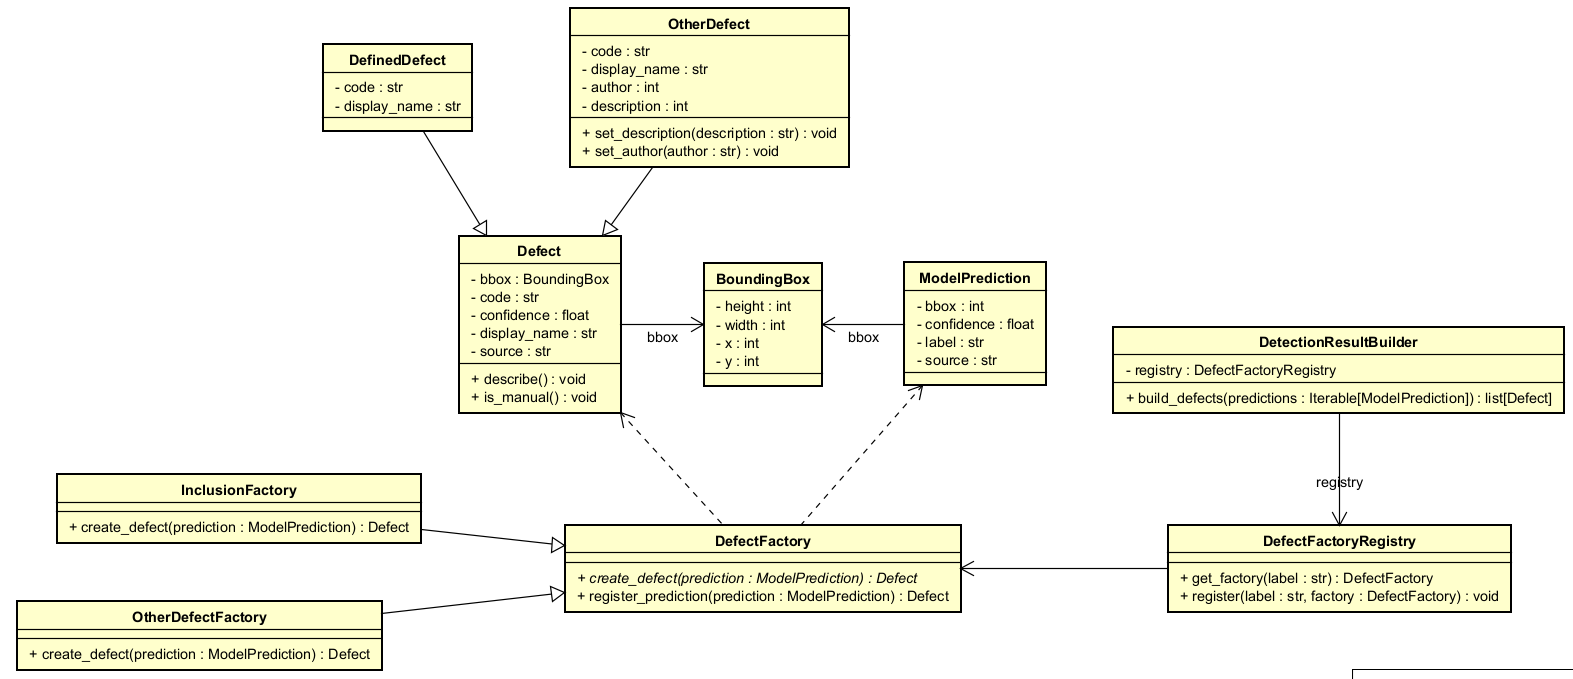 OtherDefect
- code : str
- display_name : str
- author : int
- description : int
+ set_description(description : str) : void
+ set_author(author : str) : void
DefinedDefect
- code : str
- display_name : str
Defect
- bbox : BoundingBox
- code : str
- confidence : float
- display_name : str
- source : str
+ describe() : void
+ is_manual() : void
bbox
BoundingBox
- height : int
- width : int
- x : int
- y : int
bbox
ModelPrediction
- bbox : int
- confidence : float
- label : str
- source : str
DetectionResultBuilder
- registry : DefectFactoryRegistry
+ build_defects(predictions : Iterable[ModelPrediction]) : list[Defect]
registry
InclusionFactory
+ create_defect(prediction : ModelPrediction) : Defect
DefectFactory
+ create_defect(prediction : ModelPrediction) : Defect
+ register_prediction(prediction : ModelPrediction) : Defect
DefectFactoryRegistry
+ get_factory(label : str) : DefectFactory
+ register(label : str, factory : DefectFactory) : void
OtherDefectFactory
+ create_defect(prediction : ModelPrediction) : Defect